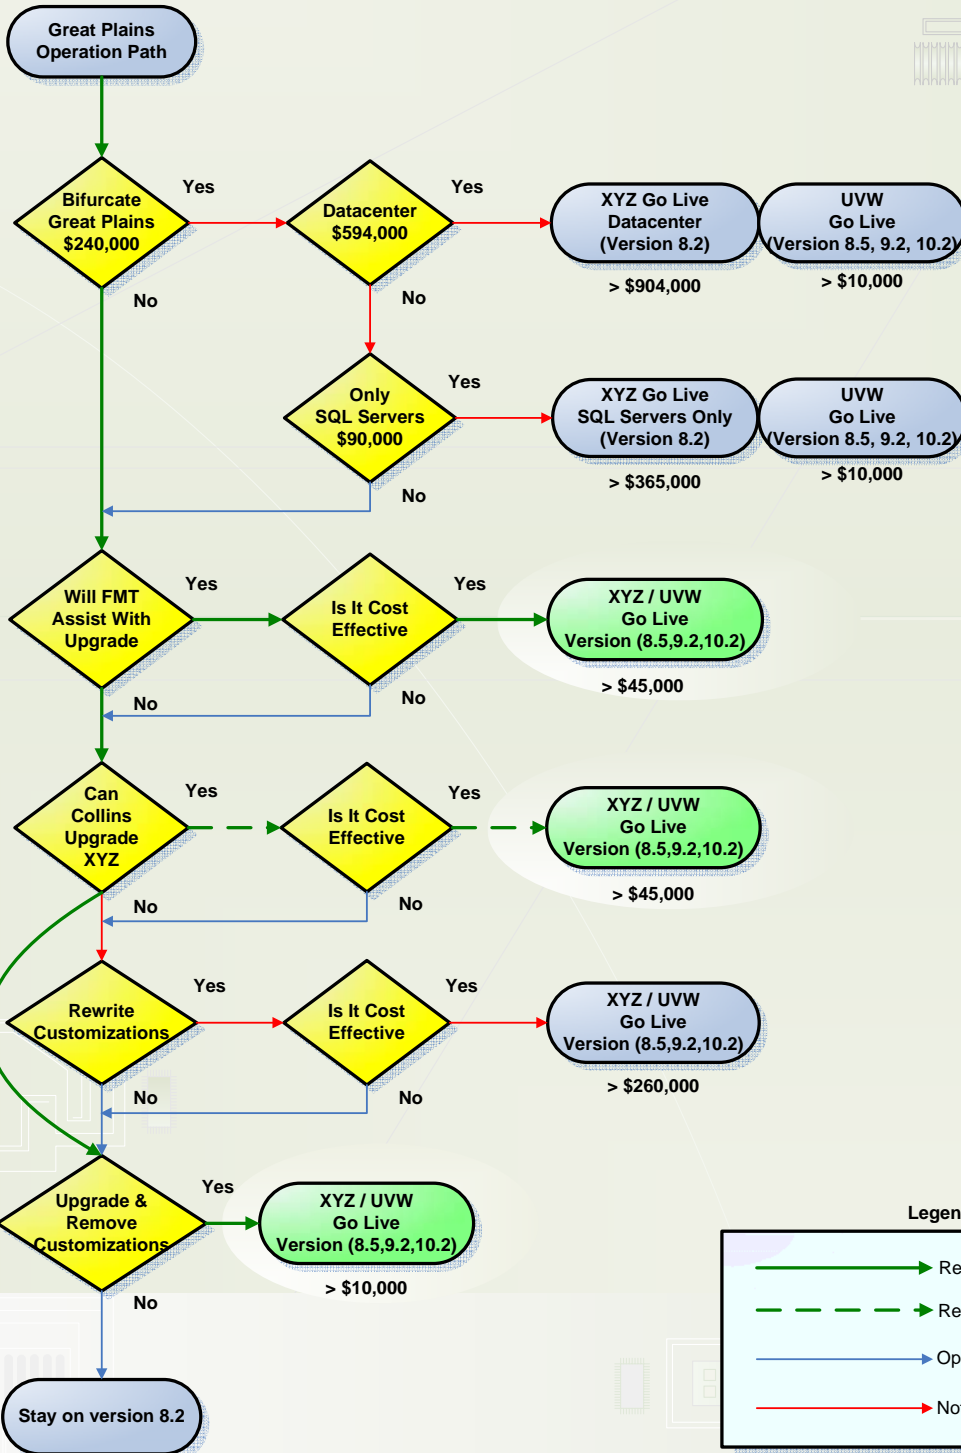 Great Plains
Operation Path
Bifurcate
Great Plains
$240,000
Yes
No
Datacenter
$594,000
Yes
No
XYZ Go Live
Datacenter
(Version 8.2)
> $904,000
UVW
Go Live
(Version 8.5, 9.2, 10.2)
> $10,000
Only
SQL Servers
$90,000
Yes
No
XYZ Go Live
SQL Servers Only
(Version 8.2)
> $365,000
UVW
Go Live
(Version 8.5, 9.2, 10.2)
> $10,000
Will FMT
Assist With
Upgrade
Yes
No
Is It Cost
Effective
Yes
No
XYZ / UVW
Go Live
Version (8.5,9.2,10.2)
> $45,000
Can
Collins
Upgrade
XYZ
Yes
No
Is It Cost
Effective
Yes
No
XYZ / UVW
Go Live
Version (8.5,9.2,10.2)
> $45,000
Rewrite
Customizations
Yes
No
Is It Cost
Effective
Yes
No
XYZ / UVW
Go Live
Version (8.5,9.2,10.2)
> $260,000
Upgrade &
Remove
Customizations
Yes
No
XYZ / UVW
Go Live
Version (8.5,9.2,10.2)
> $10,000
Stay on version 8.2
Legen
Re
Re
Op
No